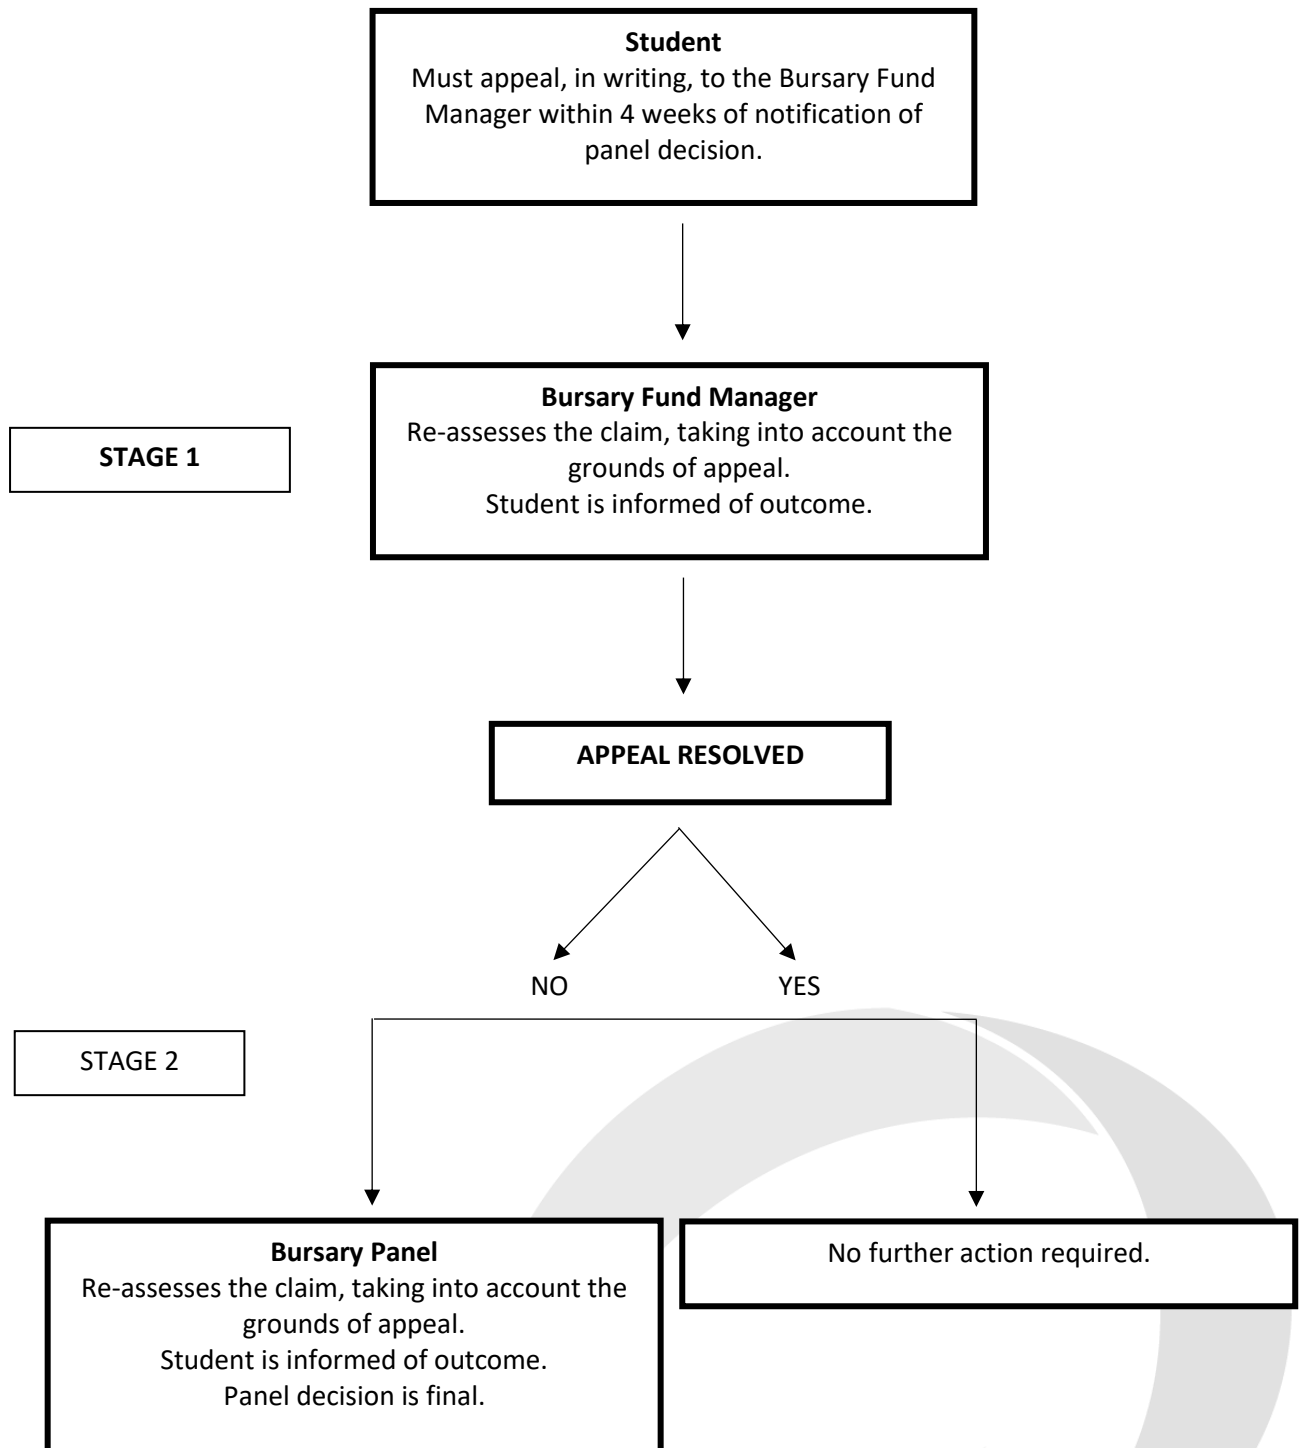 Student
Must appeal, in writing, to the Bursary Fund
Manager within 4 weeks of notification of
panel decision.
Bursary Fund Manager
Re-assesses the claim, taking into account the
grounds of appeal.
Student is informed of outcome.
STAGE 1
APPEAL RESOLVED
NO
YES
STAGE 2
Bursary Panel
Re-assesses the claim, taking into account the
grounds of appeal.
Student is informed of outcome.
Panel decision is final.
No further action required.